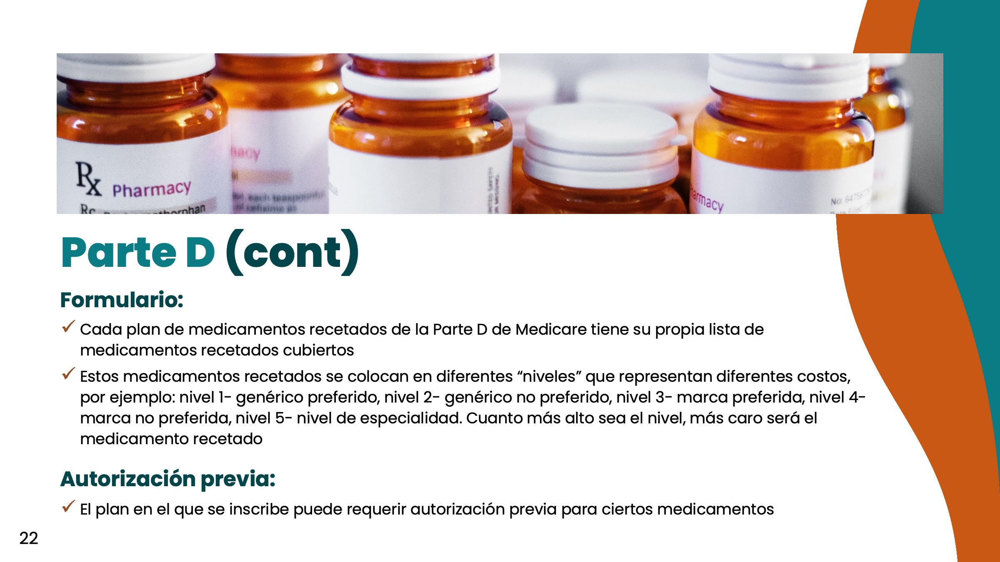 Rx Pharmacy
Parte D (cont)
Formulario:
✓ Cada plan de medicamentos recetados de la Parte D de Medicare tiene su propia lista de
medicamentos recetados cubiertos
✓ Estos medicamentos recetados se colocan en diferentes “niveles” que representan diferentes costos,
por ejemplo: nivel 1- genérico preferido, nivel 2- genérico no preferido, nivel 3- marca preferida, nivel 4-
marca no preferida, nivel 5- nivel de especialidad. Cuanto más alto sea el nivel, más caro será el
medicamento recetado
Autorización previa:
✓ El plan en el que se inscribe puede requerir autorización previa para ciertos medicamentos
22